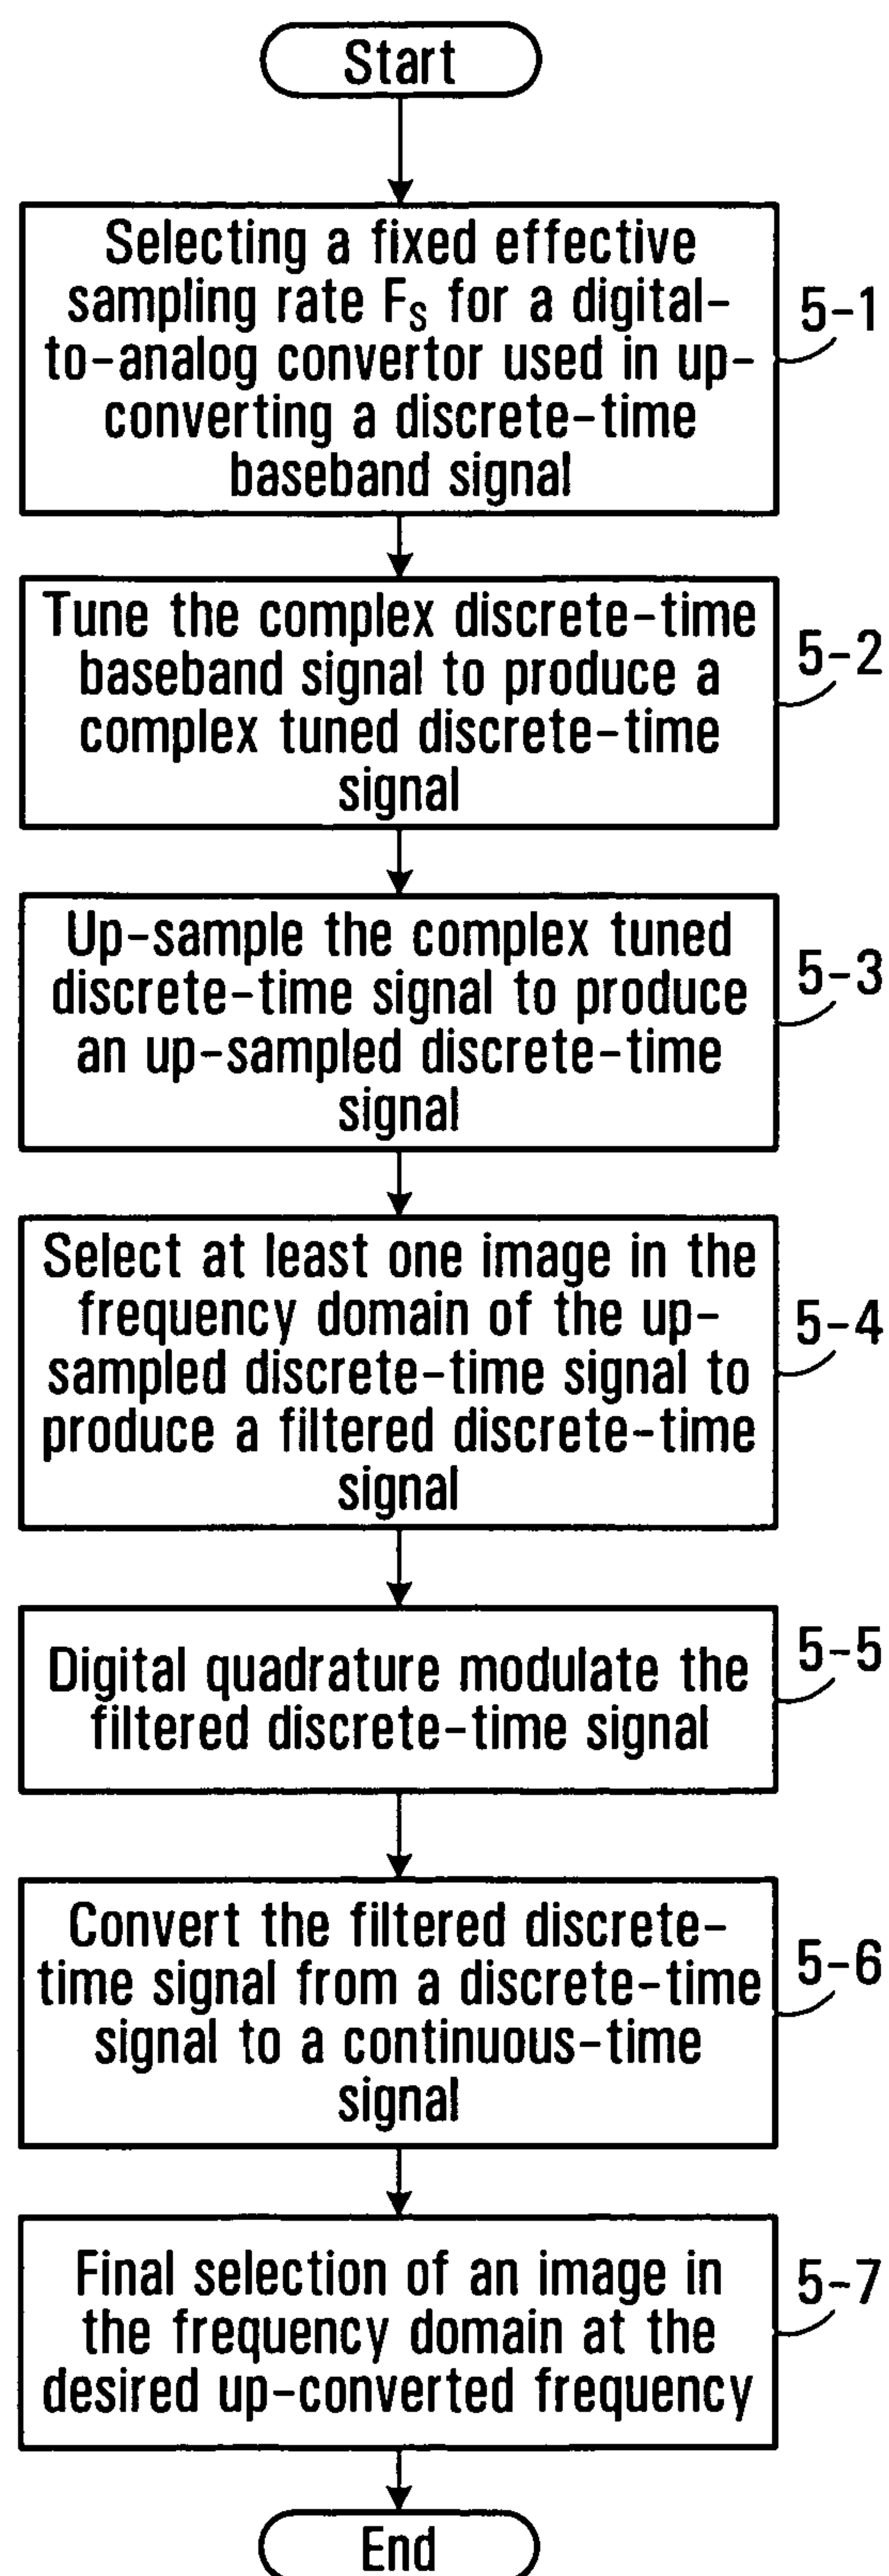 Start
Selecting a fixed effective
sampling rate Fs for a digital-
to-analog convertor used in up-
converting a discrete-time
baseband signal
5-1
Tune the complex discrete-time
baseband signal to produce a
complex tuned discrete-time
signal
5-2
Up-sample the complex tuned
discrete-time signal to produce
an up-sampled discrete-time
signal
5-3
Select at least one image in the
frequency domain of the up-
sampled discrete-time signal to
produce a filtered discrete-time
signal
5-4
Digital quadrature modulate the
filtered discrete-time signal
5-5
Convert the filtered discrete-
time signal from a discrete-time
signal to a continuous-time
signal
5-6
Final selection of an image in
the frequency domain at the
desired up-converted frequency
5-7
End